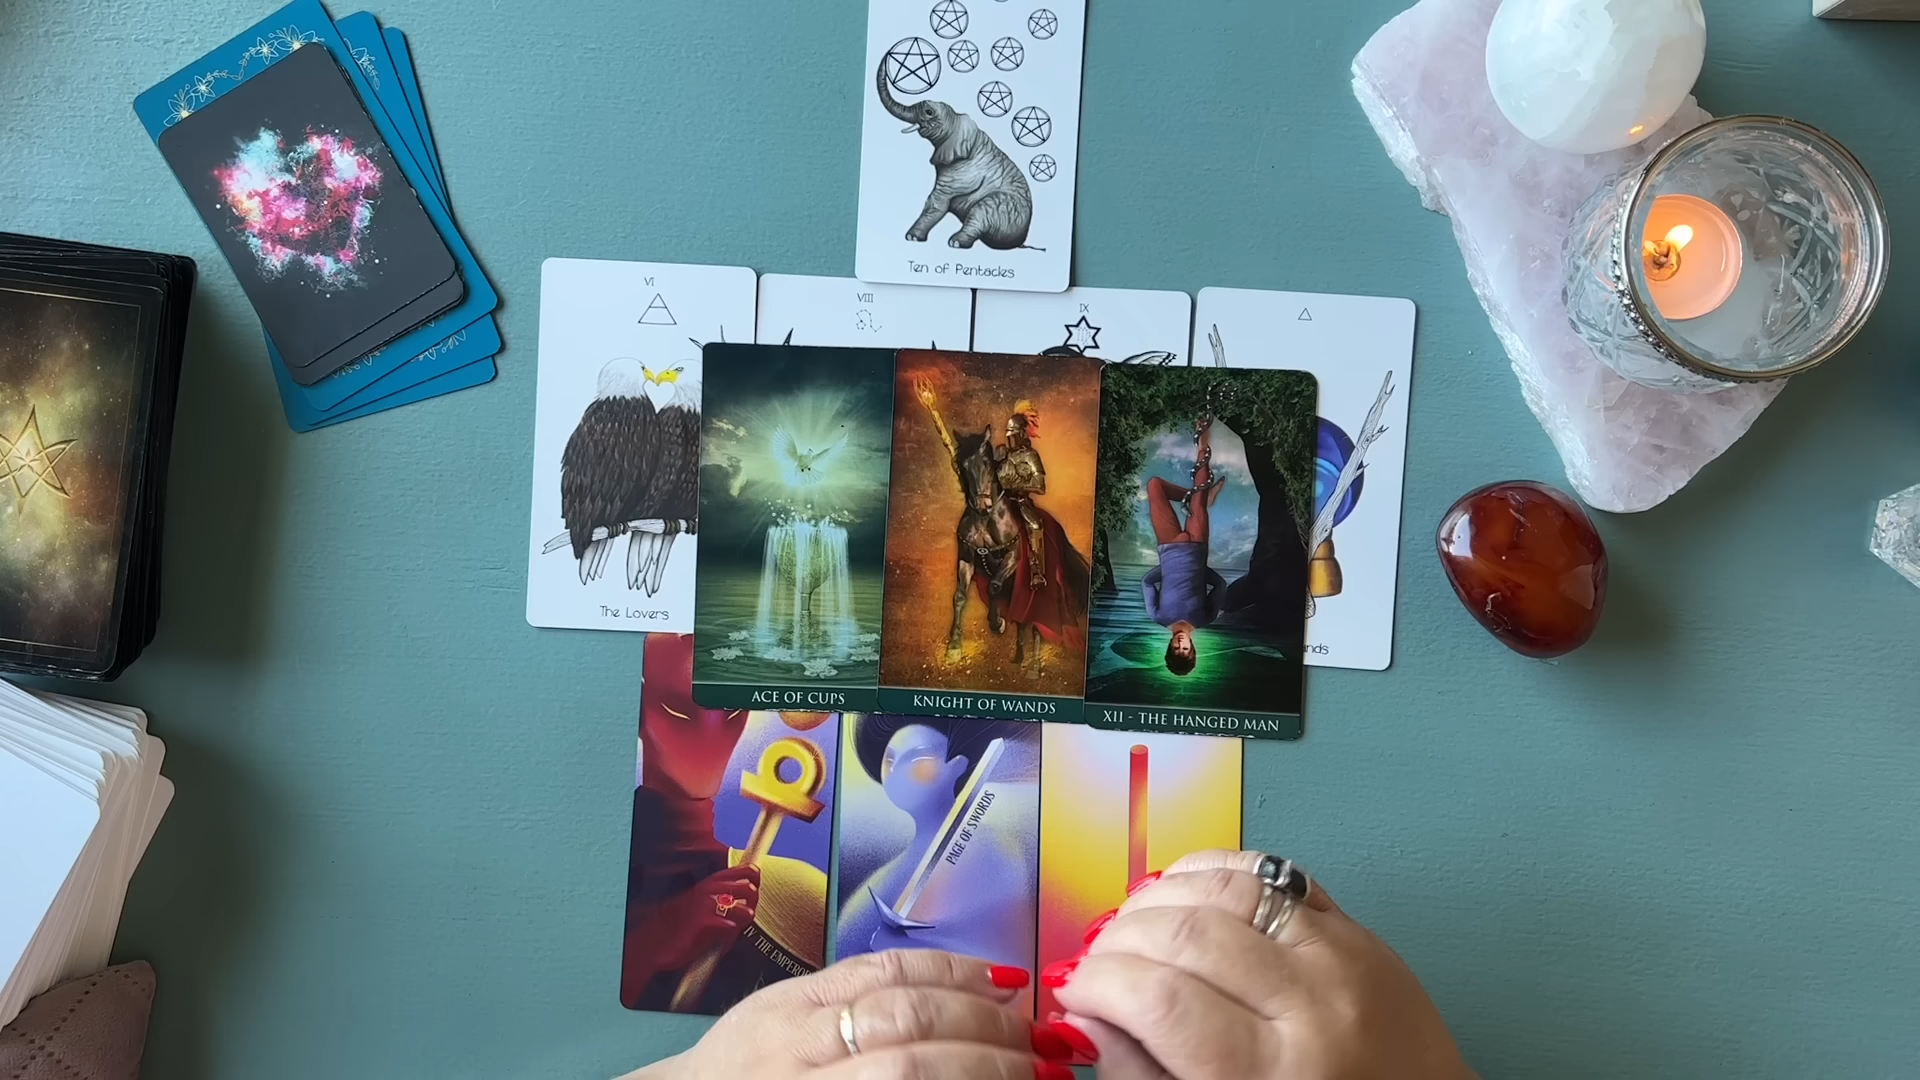 Ten of Pentacles
VI
VIII
IX
The Lovers
ands
ACE OF CUPS
KNIGHT OF WANDS
XII - THE HANGED MAN
PAGE OF SWORDS
IV THE EMPEROR